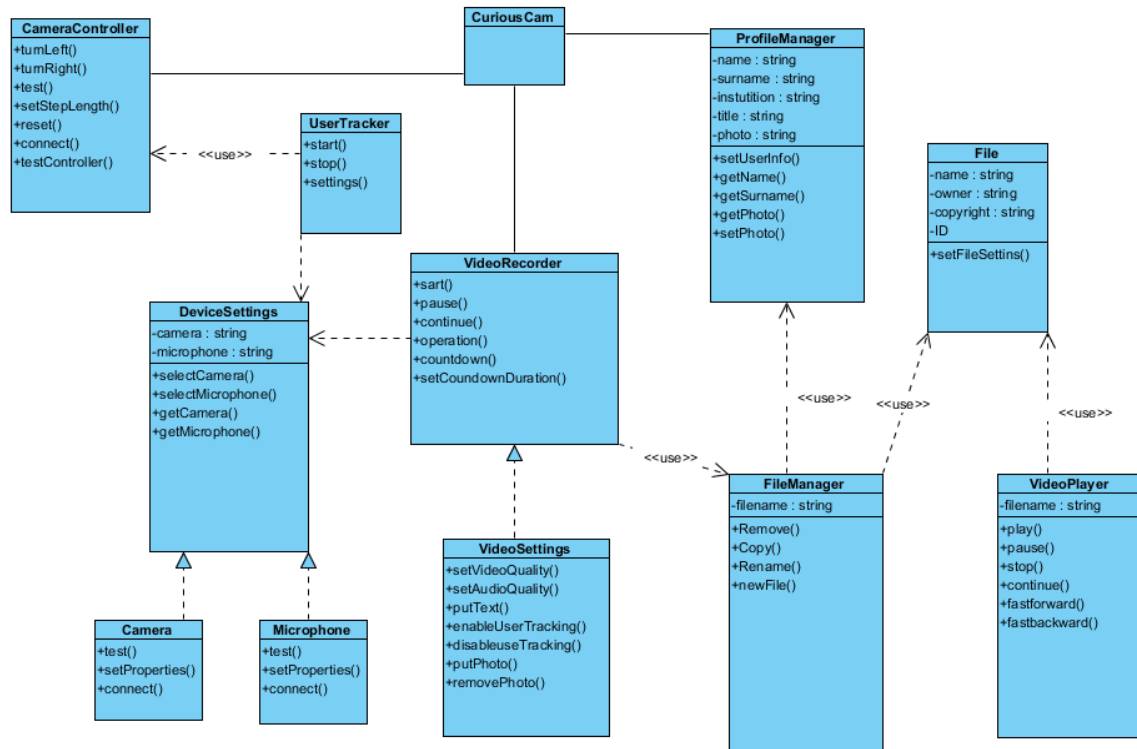 CameraController
+turnLeft()
+turnRight()
+test()
+setStepLength()
+reset()
+connect()
+testController()
CuriousCam
ProfileManager
-name : string
-surname : string
-instutition : string
-title : string
-photo : string
+setUserInfo()
+getName()
+getSurname()
+getPhoto()
+setPhoto()
UserTracker
+start()
+stop()
+settings()
<<use>>
File
-name : string
-owner : string
-copyright : string
-ID
+setFileSettins()
VideoRecorder
+sart()
+pause()
+continue()
+operation()
+countdown()
+setCoundownDuration()
DeviceSettings
-camera : string
-microphone : string
+selectCamera()
+selectMicrophone()
+getCamera()
+getMicrophone()
<<use>>
<<use>>
<<use>>
<<use>>
FileManager
-filename : string
+Remove()
+Copy()
+Rename()
+newFile()
VideoPlayer
-filename : string
+play()
+pause()
+stop()
+continue()
+fastforward()
+fastbackward()
VideoSettings
+setVideoQuality()
+setAudioQuality()
+putText()
+enableUserTracking()
+disableuseTracking()
+putPhoto()
+removePhoto()
Camera
+test()
+setProperties()
+connect()
Microphone
+test()
+setProperties()
+connect()